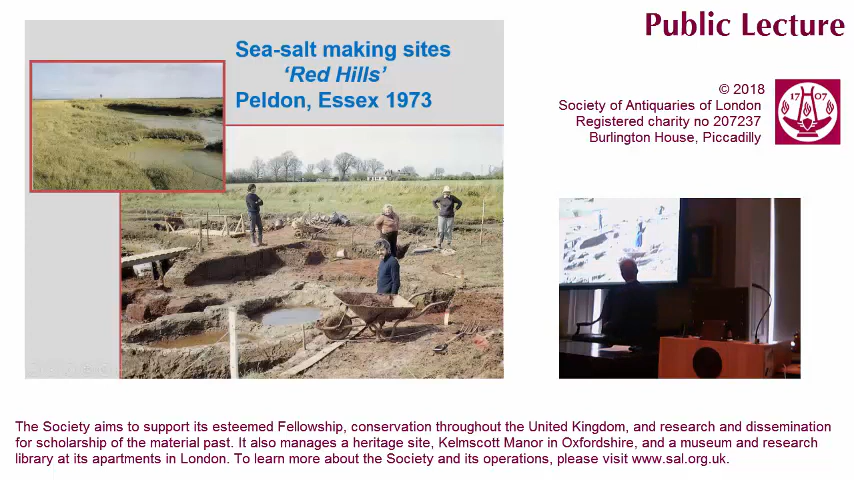 Public Lecture
Sea-salt making sites
'Red Hills'
Peldon, Essex 1973
© 2018
Society of Antiquaries of London
Registered charity no 207237
Burlington House, Piccadilly
17 07
The Society aims to support its esteemed Fellowship, conservation throughout the United Kingdom, and research and dissemination
for scholarship of the material past. It also manages a heritage site, Kelmscott Manor in Oxfordshire, and a museum and research
library at its apartments in London. To learn more about the Society and its operations, please visit www.sal.org.uk.